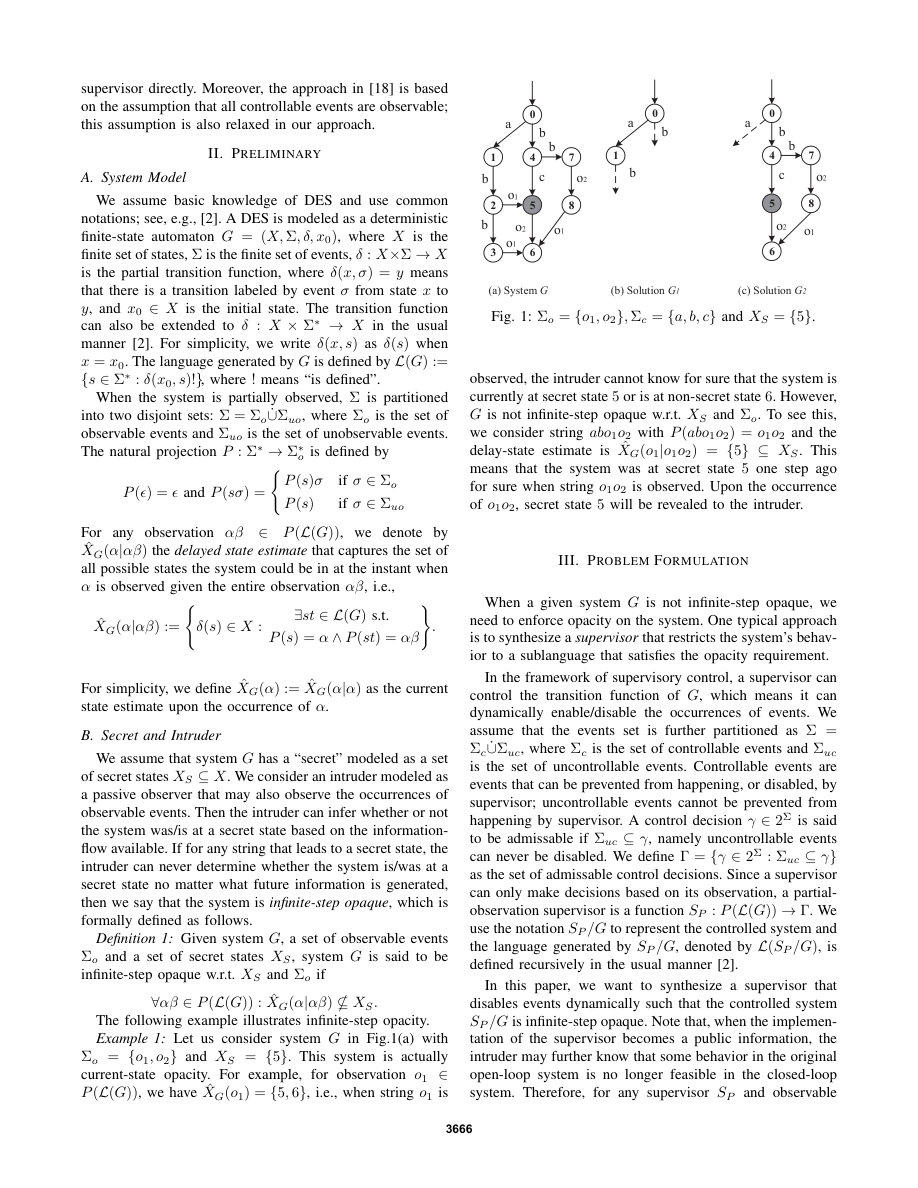 supervisor directly. Moreover, the approach in [18] is based
on the assumption that all controllable events are observable;
this assumption is also relaxed in our approach.
II. PRELIMINARY
A. System Model
We assume basic knowledge of DES and use common
notations; see, e.g., [2]. A DES is modeled as a deterministic
finite-state automaton G = (X, Σ, δ, x₀), where X is the
finite set of states, Σ is the finite set of events, δ : X×Σ → X
is the partial transition function, where δ(x, σ) = y means
that there is a transition labeled by event σ from state x to
y, and x₀ ∈ X is the initial state. The transition function
can also be extended to δ : X × Σ* → X in the usual
manner [2]. For simplicity, we write δ(x, s) as δ(s) when
x = x₀. The language generated by G is defined by ℒ(G) :=
{s ∈ Σ* : δ(x₀, s)!}, where ! means “is defined”.
When the system is partially observed, Σ is partitioned
into two disjoint sets: Σ = Σₒ∪̇Σᵤₒ, where Σₒ is the set of
observable events and Σᵤₒ is the set of unobservable events.
The natural projection P : Σ* → Σₒ* is defined by
P(ϵ) = ϵ and P(sσ) = { P(s)σ if σ ∈ Σₒ
P(s) if σ ∈ Σᵤₒ
For any observation αβ ∈ P(ℒ(G)), we denote by
X̂_G(α|αβ) the delayed state estimate that captures the set of
all possible states the system could be in at the instant when
α is observed given the entire observation αβ, i.e.,
X̂_G(α|αβ) := { δ(s) ∈ X : ∃st ∈ ℒ(G) s.t.
P(s) = α ∧ P(st) = αβ }.
For simplicity, we define X̂_G(α) := X̂_G(α|α) as the current
state estimate upon the occurrence of α.
B. Secret and Intruder
We assume that system G has a “secret” modeled as a set
of secret states X_S ⊆ X. We consider an intruder modeled as
a passive observer that may also observe the occurrences of
observable events. Then the intruder can infer whether or not
the system was/is at a secret state based on the information-
flow available. If for any string that leads to a secret state, the
intruder can never determine whether the system is/was at a
secret state no matter what future information is generated,
then we say that the system is infinite-step opaque, which is
formally defined as follows.
Definition 1: Given system G, a set of observable events
Σₒ and a set of secret states X_S, system G is said to be
infinite-step opaque w.r.t. X_S and Σₒ if
∀αβ ∈ P(ℒ(G)) : X̂_G(α|αβ) ⊈ X_S.
The following example illustrates infinite-step opacity.
Example 1: Let us consider system G in Fig.1(a) with
Σₒ = {o₁, o₂} and X_S = {5}. This system is actually
current-state opacity. For example, for observation o₁ ∈
P(ℒ(G)), we have X̂_G(o₁) = {5, 6}, i.e., when string o₁ is
0
a
b
1
4
b
7
b
c
o₂
2
o₁
5
8
b
o₂
o₁
3
o₁
6
0
a
b
1
b
0
a
b
4
b
7
c
o₂
5
8
o₂
o₁
6
(a) System G
(b) Solution G₁
(c) Solution G₂
Fig. 1: Σₒ = {o₁, o₂}, Σ_c = {a, b, c} and X_S = {5}.
observed, the intruder cannot know for sure that the system is
currently at secret state 5 or is at non-secret state 6. However,
G is not infinite-step opaque w.r.t. X_S and Σₒ. To see this,
we consider string abo₁o₂ with P(abo₁o₂) = o₁o₂ and the
delay-state estimate is X̂_G(o₁|o₁o₂) = {5} ⊆ X_S. This
means that the system was at secret state 5 one step ago
for sure when string o₁o₂ is observed. Upon the occurrence
of o₁o₂, secret state 5 will be revealed to the intruder.
III. PROBLEM FORMULATION
When a given system G is not infinite-step opaque, we
need to enforce opacity on the system. One typical approach
is to synthesize a supervisor that restricts the system’s behav-
ior to a sublanguage that satisfies the opacity requirement.
In the framework of supervisory control, a supervisor can
control the transition function of G, which means it can
dynamically enable/disable the occurrences of events. We
assume that the events set is further partitioned as Σ =
Σ_c∪̇Σ_uc, where Σ_c is the set of controllable events and Σ_uc
is the set of uncontrollable events. Controllable events are
events that can be prevented from happening, or disabled, by
supervisor; uncontrollable events cannot be prevented from
happening by supervisor. A control decision γ ∈ 2^Σ is said
to be admissable if Σ_uc ⊆ γ, namely uncontrollable events
can never be disabled. We define Γ = {γ ∈ 2^Σ : Σ_uc ⊆ γ}
as the set of admissable control decisions. Since a supervisor
can only make decisions based on its observation, a partial-
observation supervisor is a function S_P : P(ℒ(G)) → Γ. We
use the notation S_P/G to represent the controlled system and
the language generated by S_P/G, denoted by ℒ(S_P/G), is
defined recursively in the usual manner [2].
In this paper, we want to synthesize a supervisor that
disables events dynamically such that the controlled system
S_P/G is infinite-step opaque. Note that, when the implemen-
tation of the supervisor becomes a public information, the
intruder may further know that some behavior in the original
open-loop system is no longer feasible in the closed-loop
system. Therefore, for any supervisor S_P and observable
3666